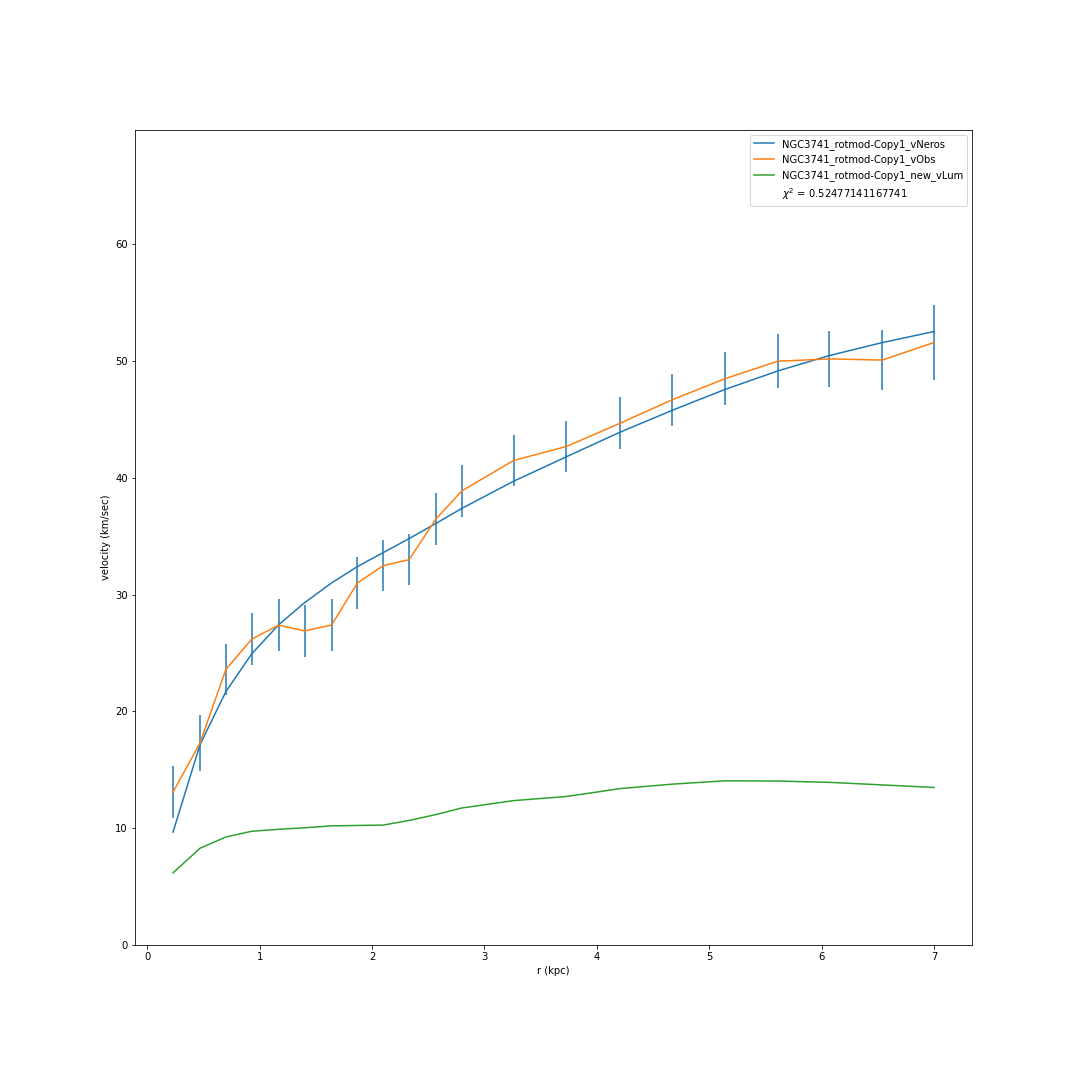 NGC3741_rotmod-Copy1_vNeros
NGC3741_rotmod-Copy1_vObs
NGC3741_rotmod-Copy1_new_vLum
χ² = 0.52477141167741
60
50
40
30
20
10
0
velocity (km/sec)
0 1 2 3 4 5 6 7
r (kpc)